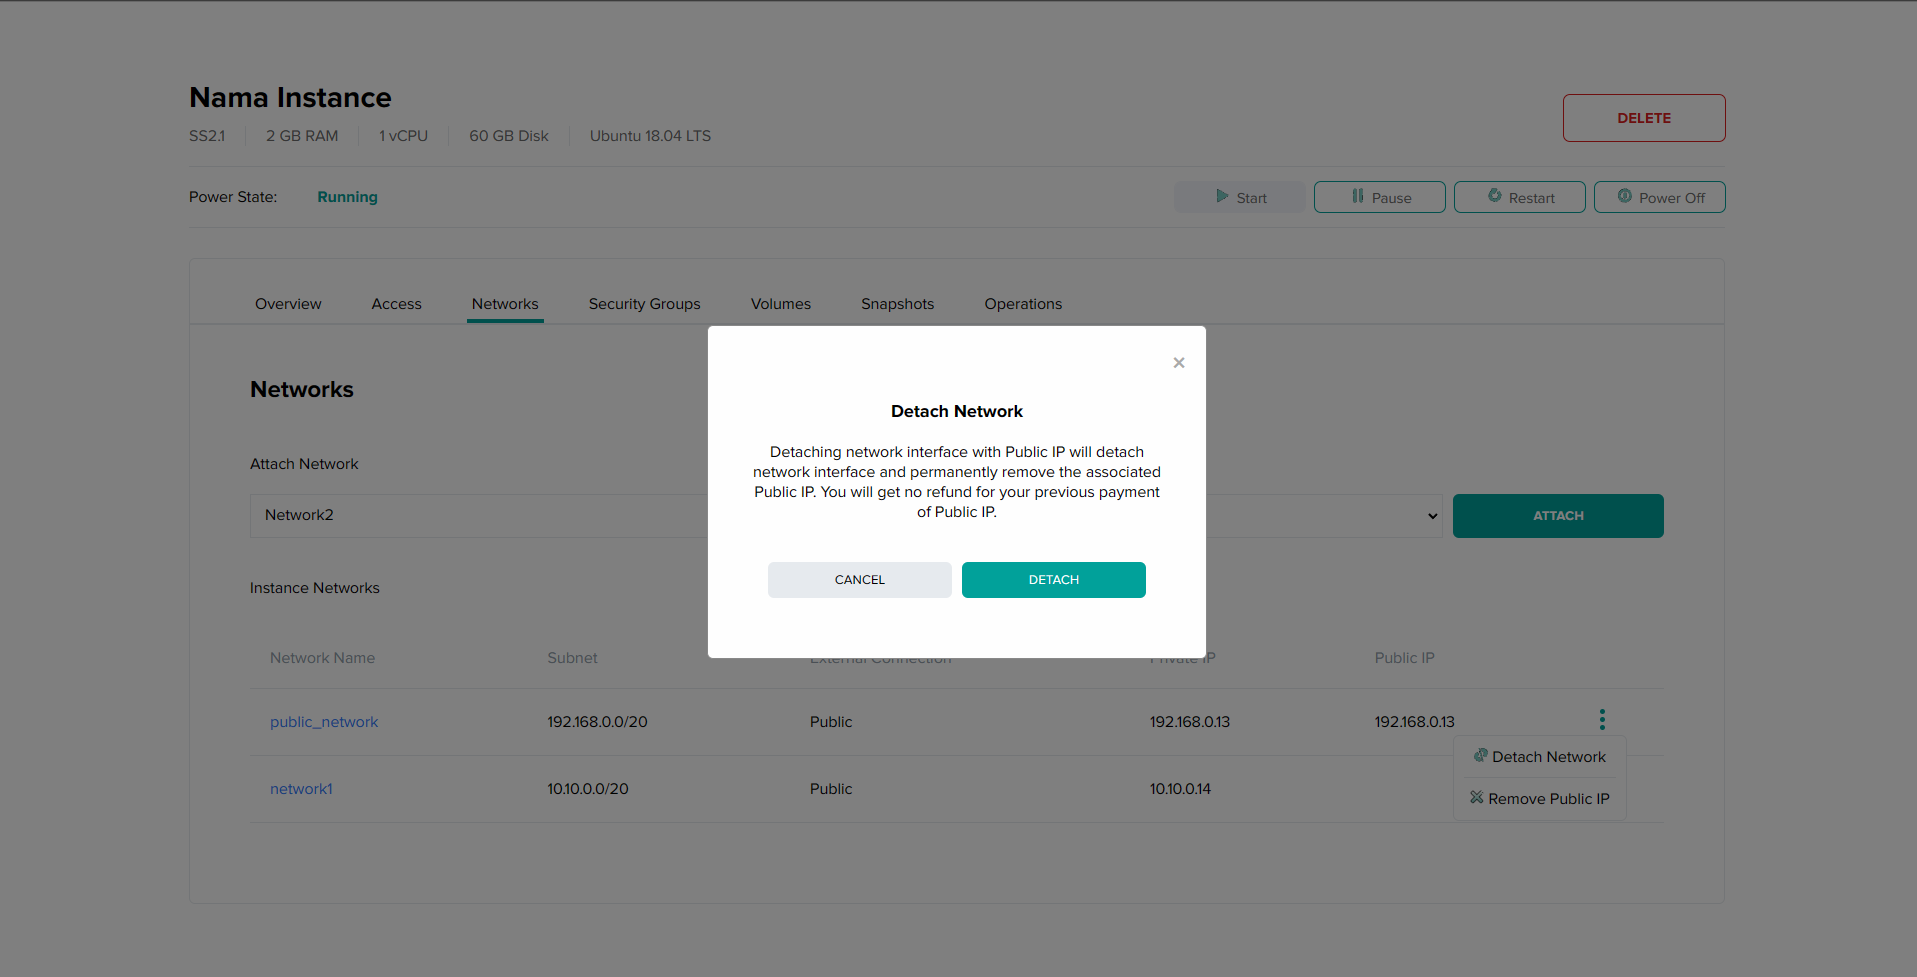 Nama Instance
SS2.1 2 GB RAM 1 vCPU 60 GB Disk Ubuntu 18.04 LTS
DELETE
Power State: Running
Start Pause Restart Power Off
Overview Access Networks Security Groups Volumes Snapshots Operations
Networks
Attach Network
Network2
ATTACH
Instance Networks
Network Name Subnet External Connection Private IP Public IP
public_network 192.168.0.0/20 Public 192.168.0.13 192.168.0.13
network1 10.10.0.0/20 Public 10.10.0.14
Detach Network
Remove Public IP
×
Detach Network
Detaching network interface with Public IP will detach
network interface and permanently remove the associated
Public IP. You will get no refund for your previous payment
of Public IP.
CANCEL DETACH